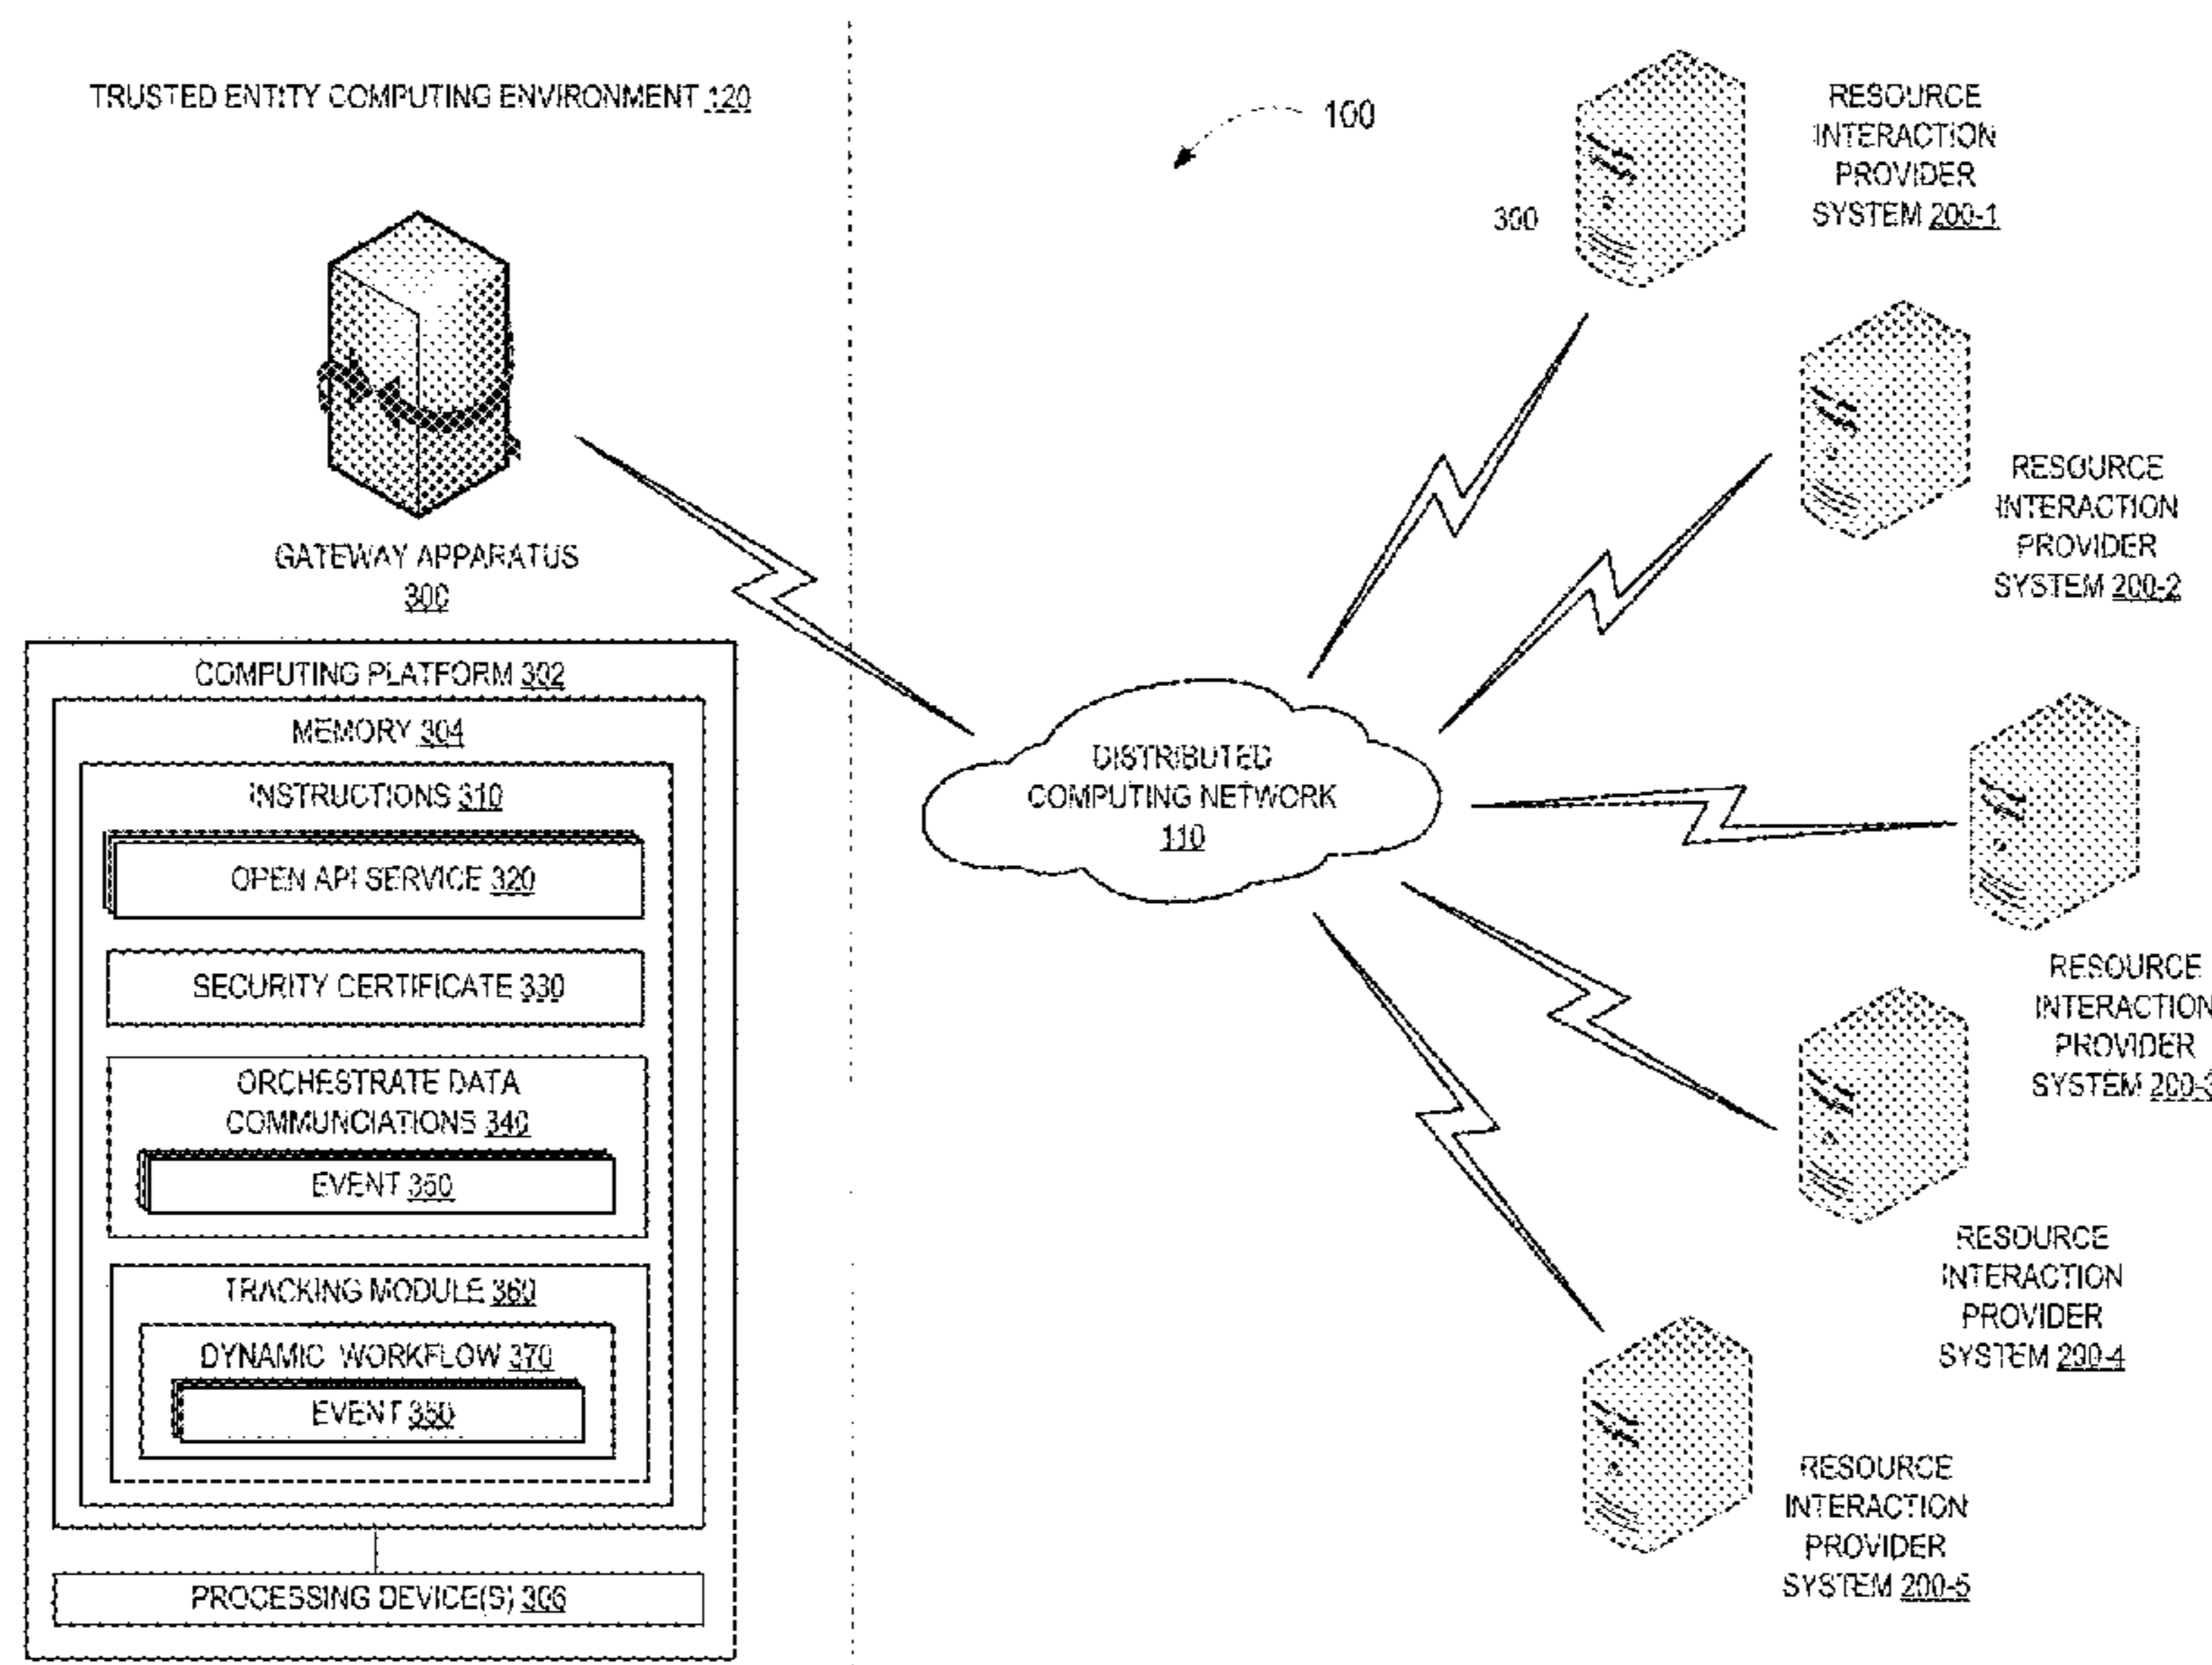 TRUSTED ENTITY COMPUTING ENVIRONMENT 120
100
300
RESOURCE
INTERACTION
PROVIDER
SYSTEM 200-1
GATEWAY APPARATUS
300
RESOURCE
INTERACTION
PROVIDER
SYSTEM 200-2
COMPUTING PLATFORM 302
MEMORY 304
INSTRUCTIONS 310
OPEN API SERVICE 320
SECURITY CERTIFICATE 330
ORCHESTRATE DATA
COMMUNCIATIONS 340
EVENT 350
TRACKING MODULE 360
DYNAMIC WORKFLOW 370
EVENT 350
PROCESSING DEVICE(S) 306
DISTRIBUTED
COMPUTING NETWORK
110
RESOURCE
INTERACTION
PROVIDER
SYSTEM 200-3
RESOURCE
INTERACTION
PROVIDER
SYSTEM 200-4
RESOURCE
INTERACTION
PROVIDER
SYSTEM 200-5